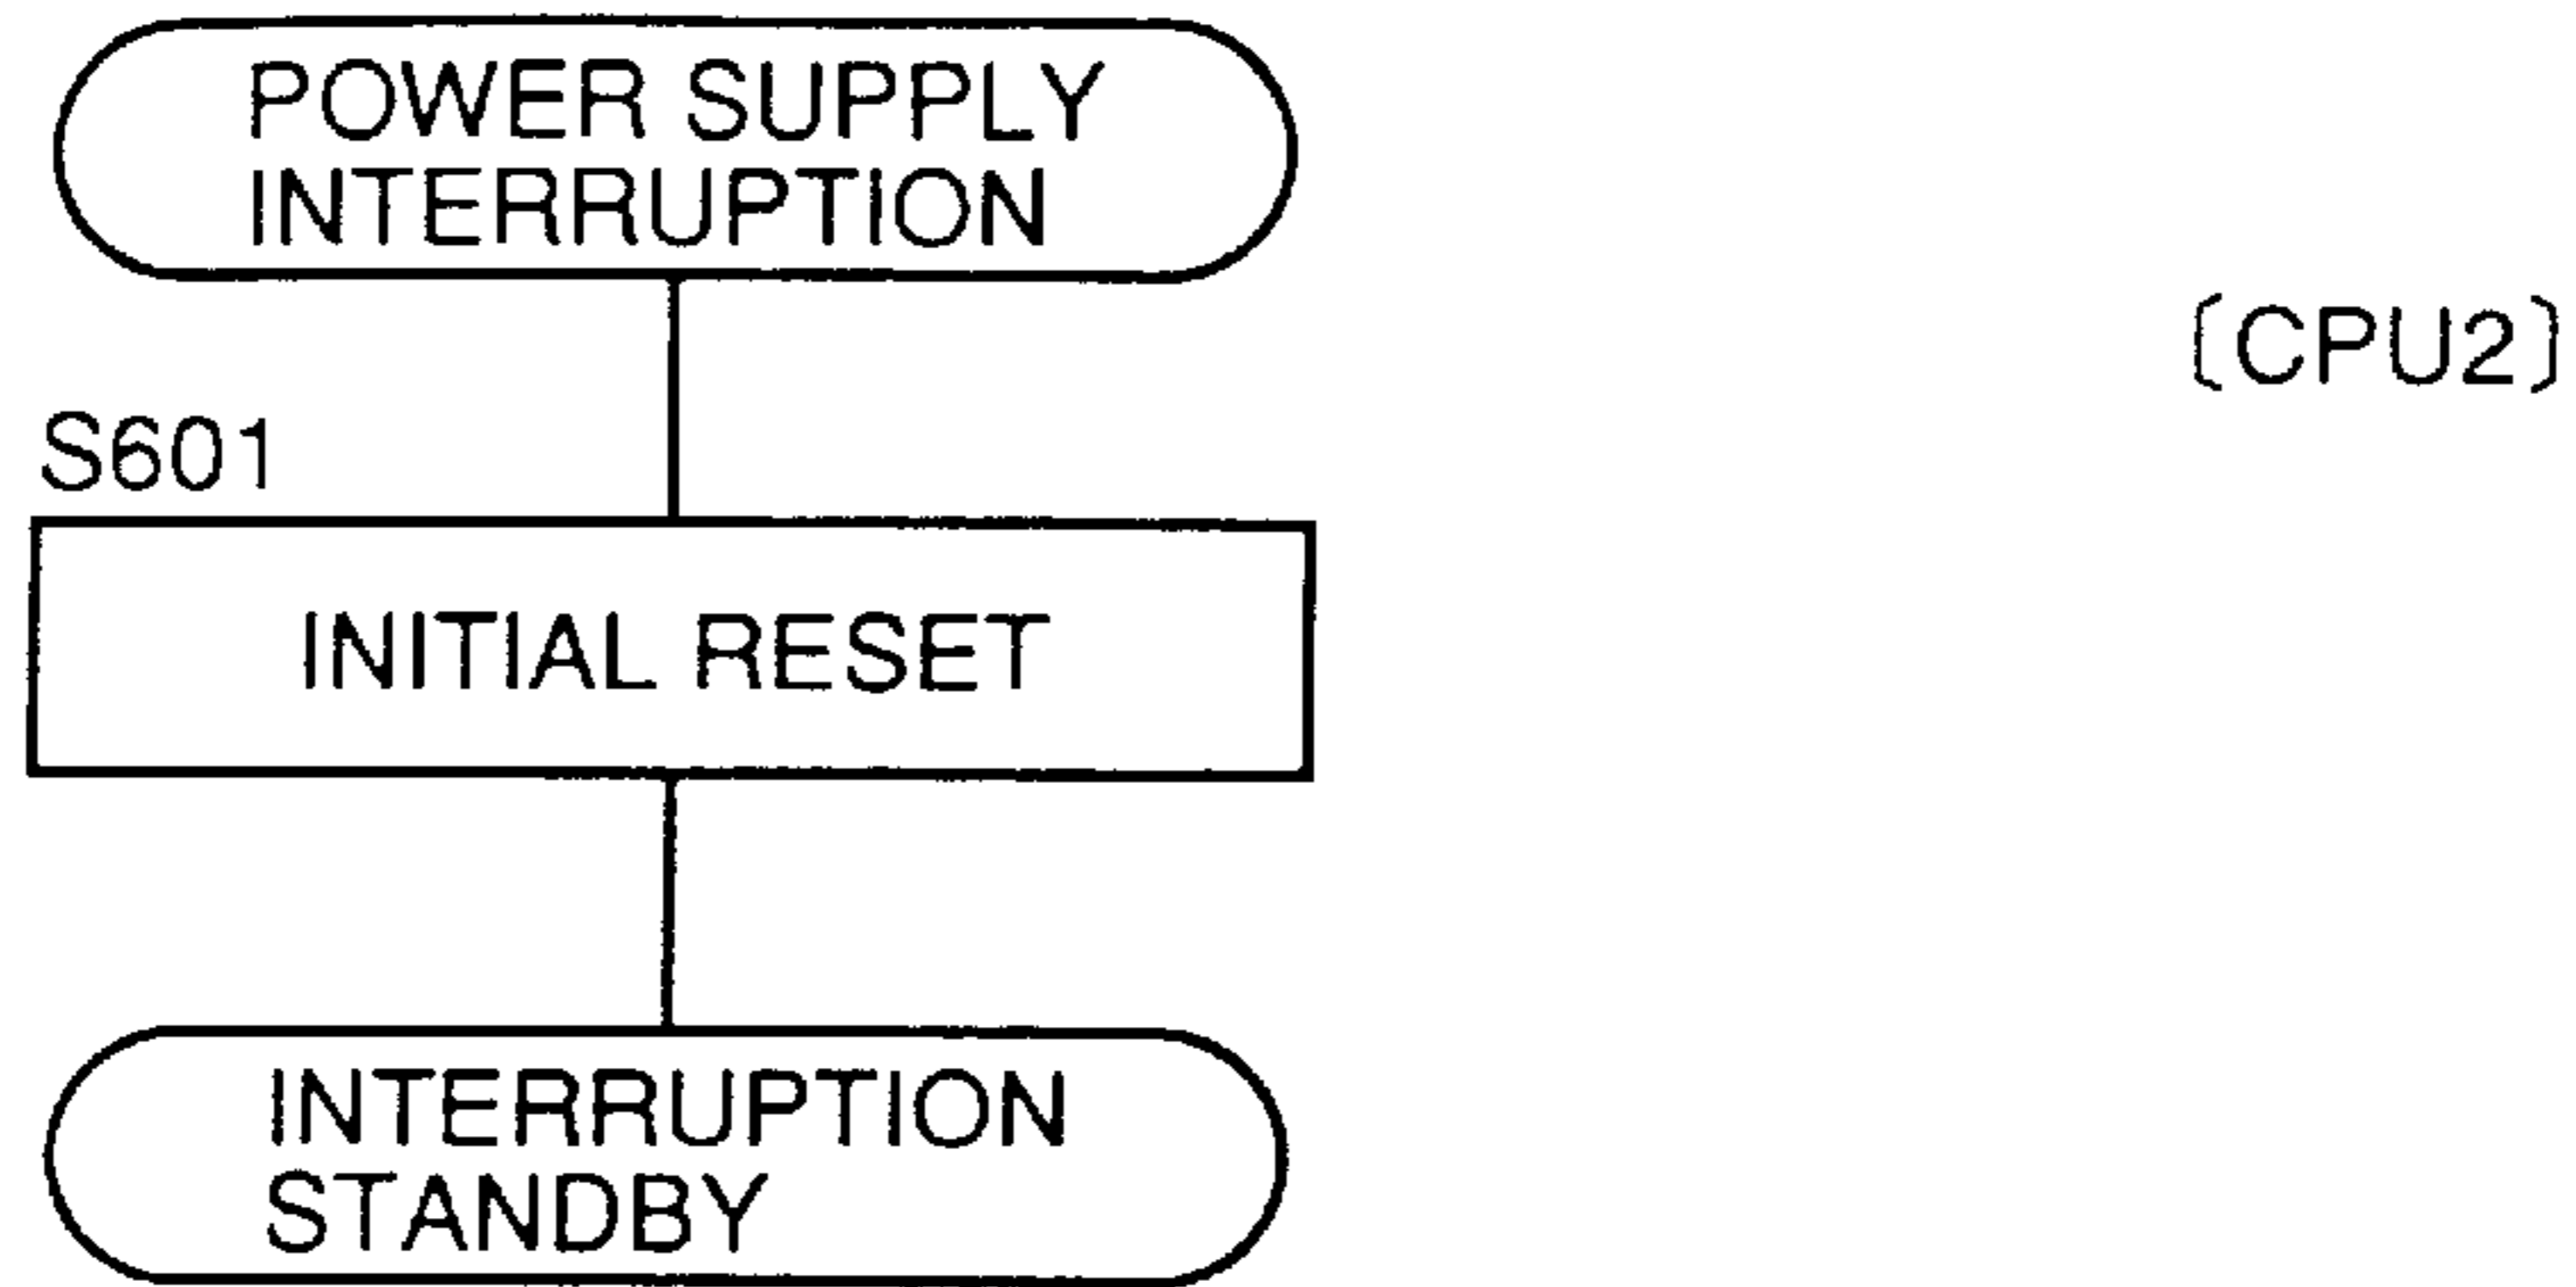 POWER SUPPLY
INTERRUPTION
〔CPU2〕
S601
INITIAL RESET
INTERRUPTION
STANDBY